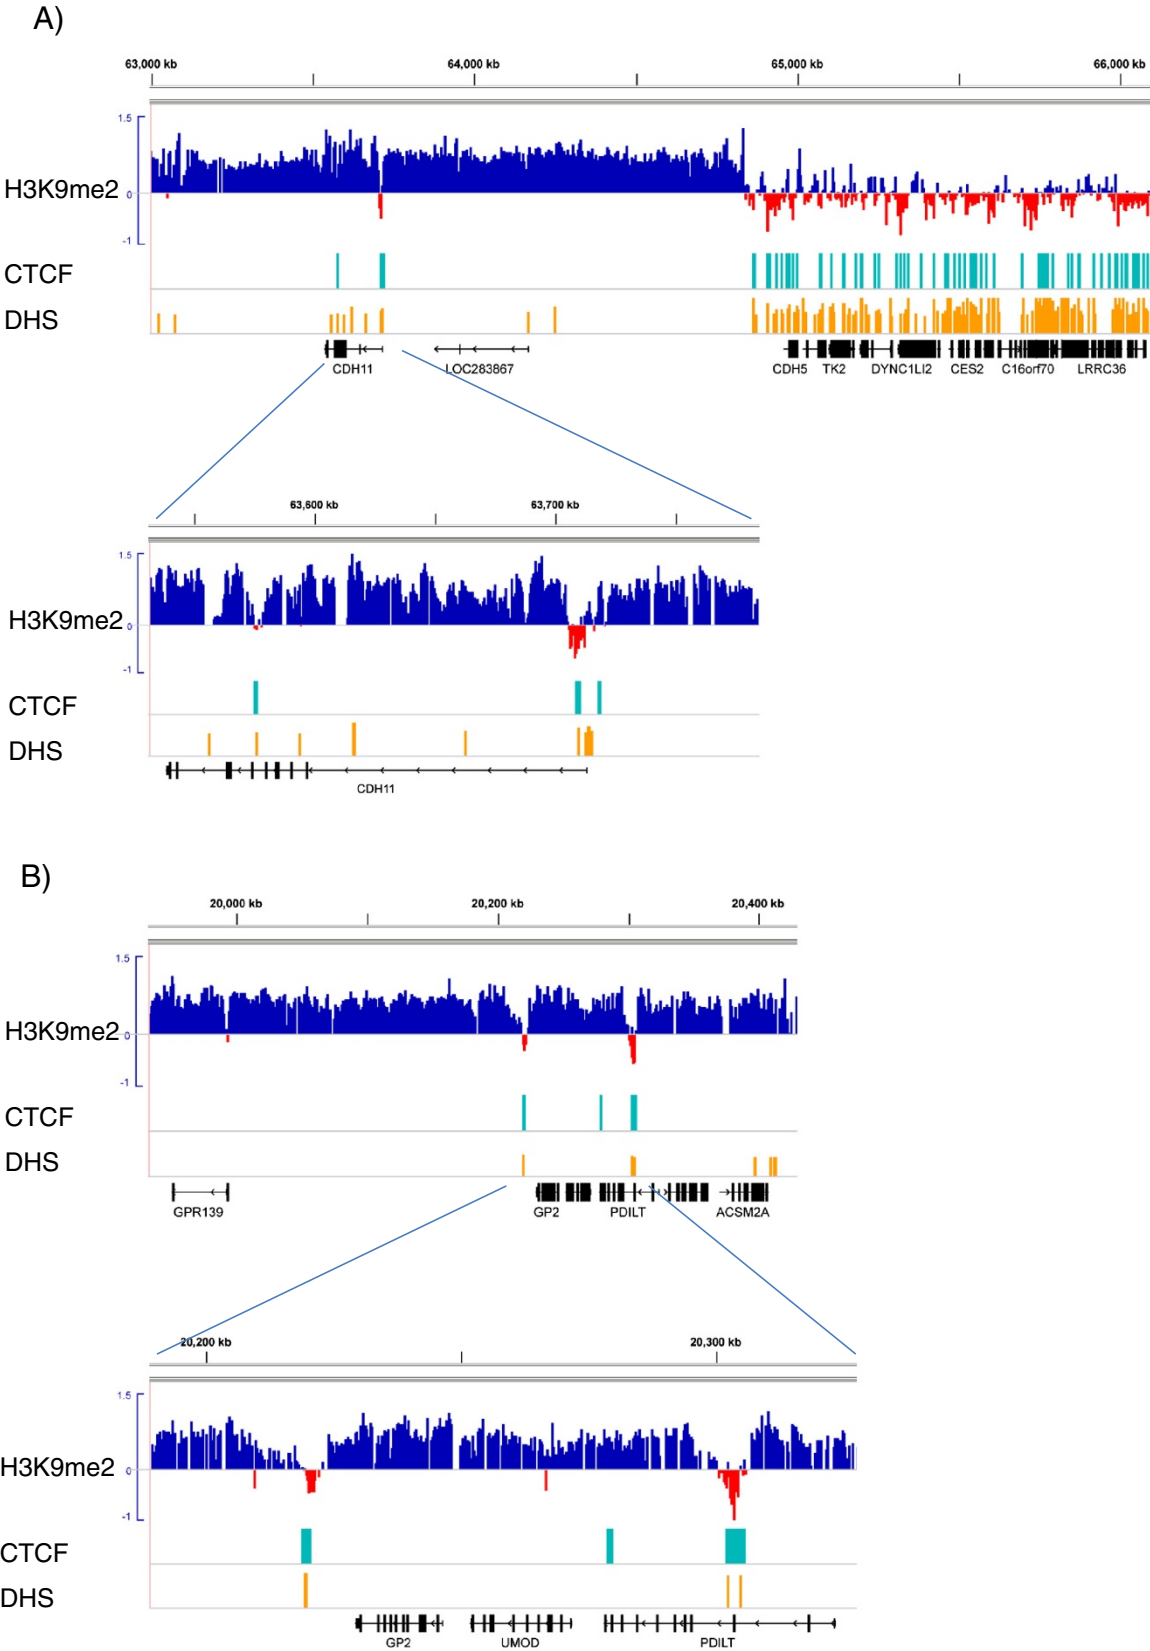 A)
63,000 kb 64,000 kb 65,000 kb 66,000 kb
1.5
H3K9me2 0
-1
CTCF
DHS
CDH11 LOC283867 CDH5 TK2 DYNC1LI2 CES2 C16orf70 LRRC36
63,600 kb 63,700 kb
1.5
H3K9me2 0
-1
CTCF
DHS
CDH11
B)
20,000 kb 20,200 kb 20,400 kb
1.5
H3K9me2 0
-1
CTCF
DHS
GPR139 GP2 PDILT ACSM2A
20,200 kb 20,300 kb
1.5
H3K9me2 0
-1
CTCF
DHS
GP2 UMOD PDILT